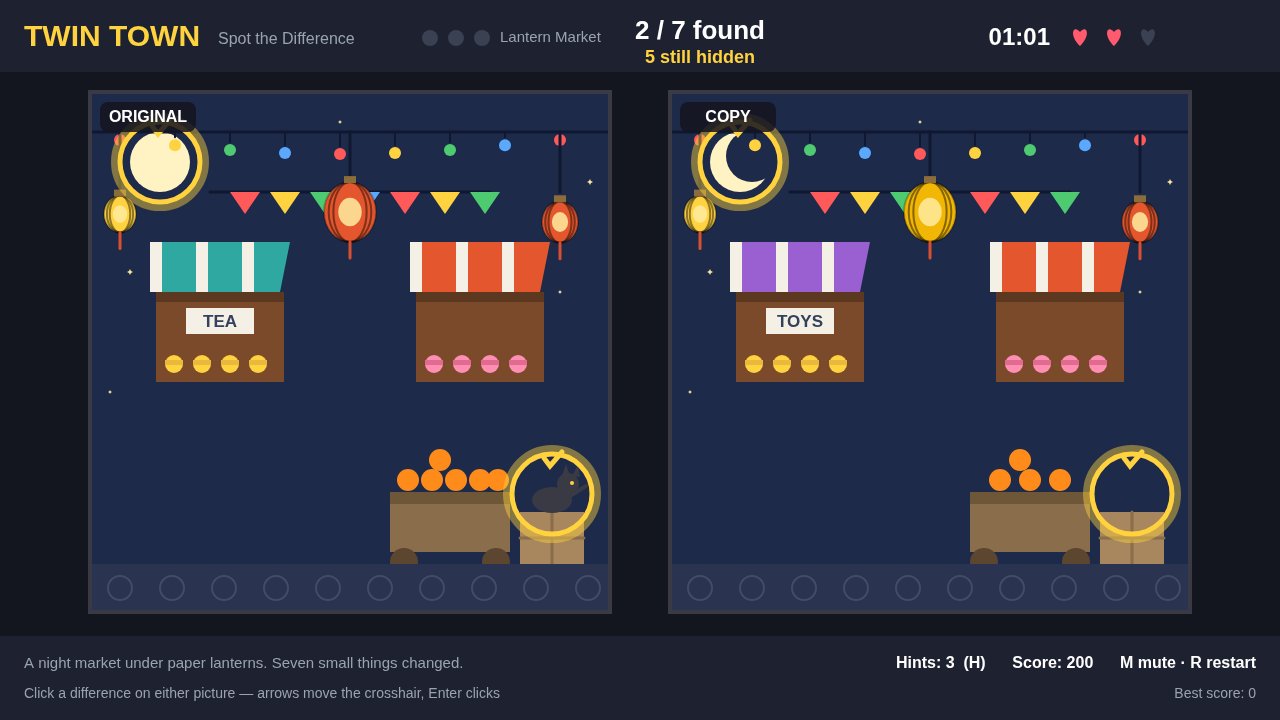 TWIN TOWN
Spot the Difference
Lantern Market
2 / 7 found
5 still hidden
01:01
ORIGINAL
COPY
TEA
TOYS
A night market under paper lanterns. Seven small things changed.
Hints: 3 (H)
Score: 200
M mute · R restart
Click a difference on either picture — arrows move the crosshair, Enter clicks
Best score: 0